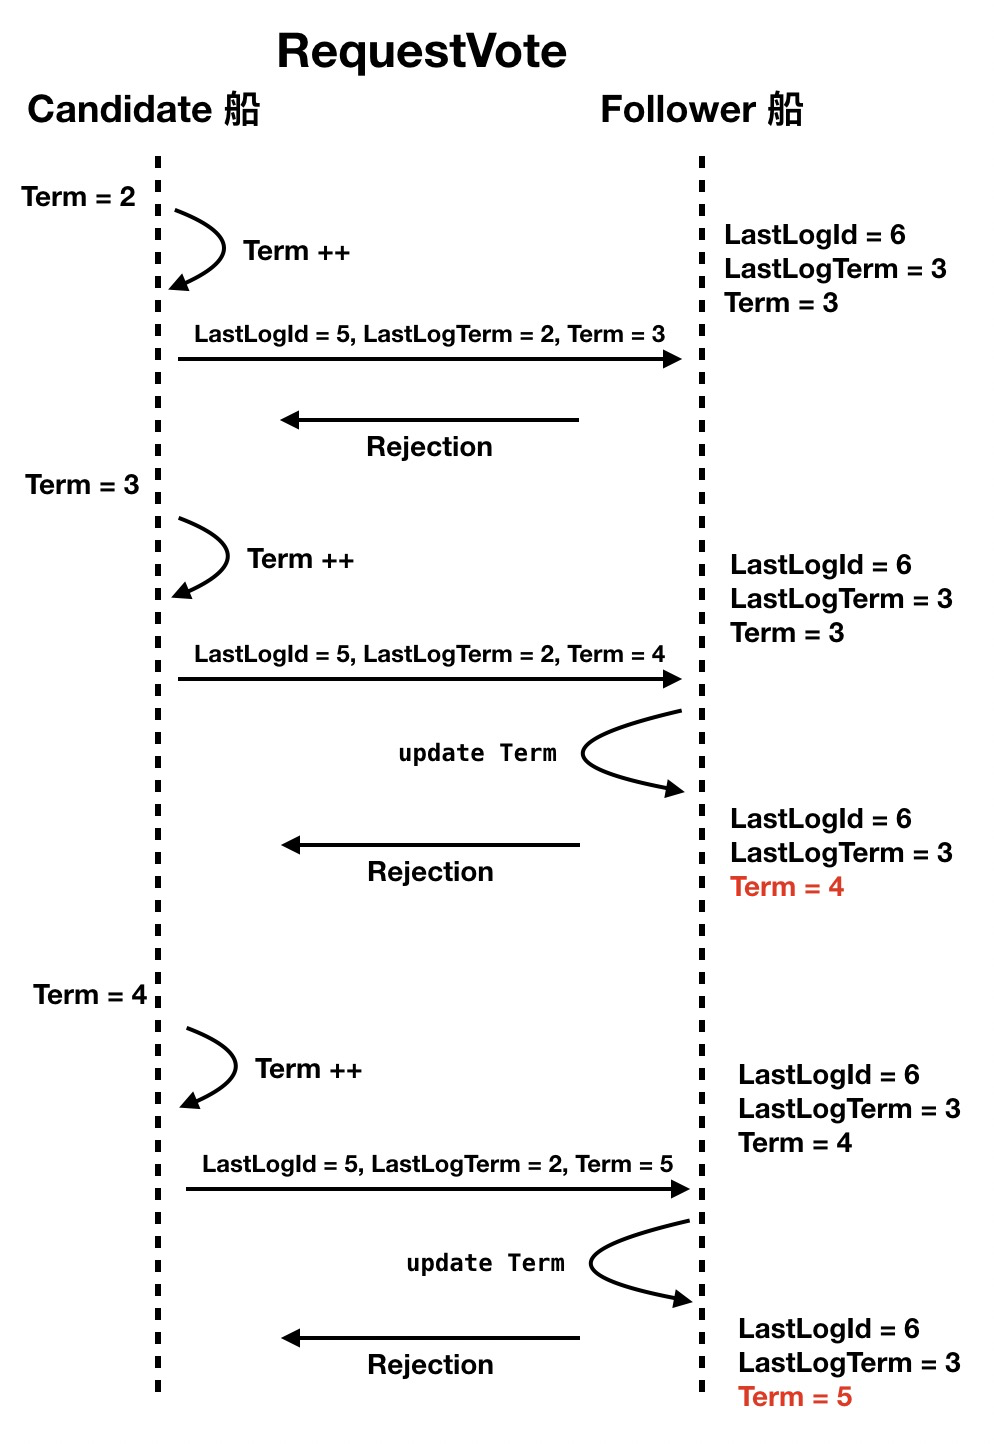 RequestVote
Candidate 船
Follower 船
Term = 2
Term ++
LastLogId = 6
LastLogTerm = 3
Term = 3
LastLogId = 5, LastLogTerm = 2, Term = 3
Rejection
Term = 3
Term ++
LastLogId = 6
LastLogTerm = 3
Term = 3
LastLogId = 5, LastLogTerm = 2, Term = 4
update Term
LastLogId = 6
LastLogTerm = 3
Term = 4
Rejection
Term = 4
Term ++
LastLogId = 6
LastLogTerm = 3
Term = 4
LastLogId = 5, LastLogTerm = 2, Term = 5
update Term
LastLogId = 6
LastLogTerm = 3
Term = 5
Rejection